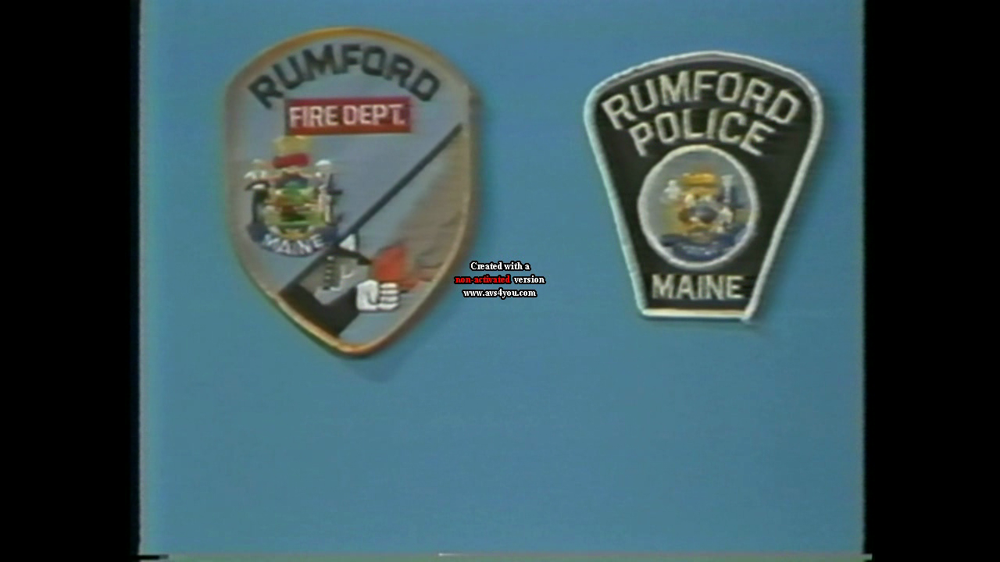 RUMFORD
FIRE DEPT.
MAINE
RUMFORD
POLICE
MAINE
Created with a
non-activated version
www.avs4you.com